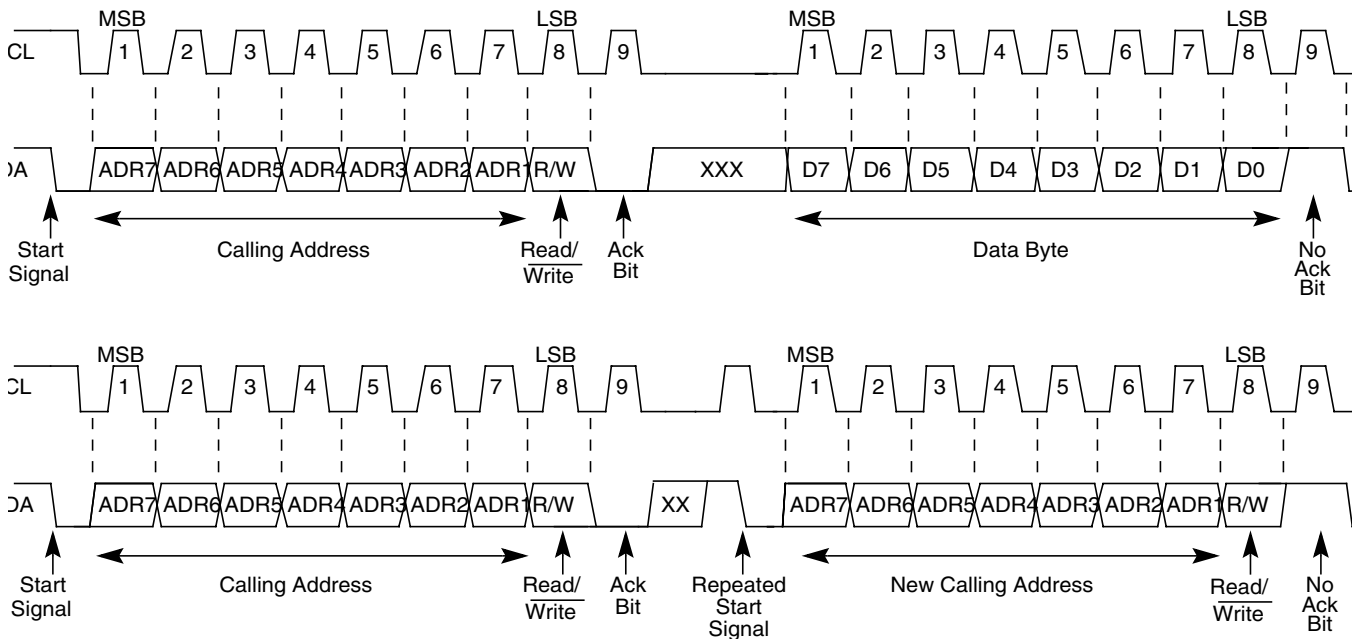 MSB LSB MSB LSB
CL 1 2 3 4 5 6 7 8 9 1 2 3 4 5 6 7 8 9
DA ADR7 ADR6 ADR5 ADR4 ADR3 ADR2 ADR1 R/W XXX D7 D6 D5 D4 D3 D2 D1 D0
Start Signal
Calling Address
Read/
Write
Ack
Bit
Data Byte
No
Ack
Bit
MSB LSB MSB LSB
CL 1 2 3 4 5 6 7 8 9 1 2 3 4 5 6 7 8 9
DA ADR7 ADR6 ADR5 ADR4 ADR3 ADR2 ADR1 R/W XX ADR7 ADR6 ADR5 ADR4 ADR3 ADR2 ADR1 R/W
Start
Signal
Calling Address
Read/
Write
Ack
Bit
Repeated
Start
Signal
New Calling Address
Read/
Write
No
Ack
Bit